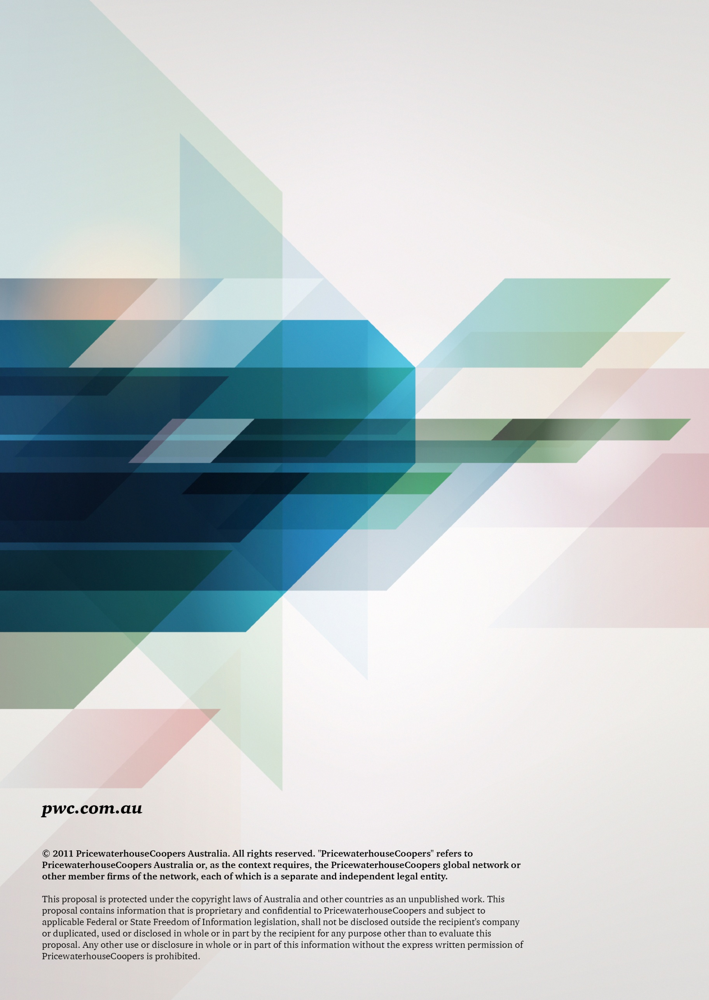 pwc.com.au
© 2011 PricewaterhouseCoopers Australia. All rights reserved. "PricewaterhouseCoopers" refers to
PricewaterhouseCoopers Australia or, as the context requires, the PricewaterhouseCoopers global network or
other member firms of the network, each of which is a separate and independent legal entity.
This proposal is protected under the copyright laws of Australia and other countries as an unpublished work. This
proposal contains information that is proprietary and confidential to PricewaterhouseCoopers and subject to
applicable Federal or State Freedom of Information legislation, shall not be disclosed outside the recipient's company
or duplicated, used or disclosed in whole or in part by the recipient for any purpose other than to evaluate this
proposal. Any other use or disclosure in whole or in part of this information without the express written permission of
PricewaterhouseCoopers is prohibited.